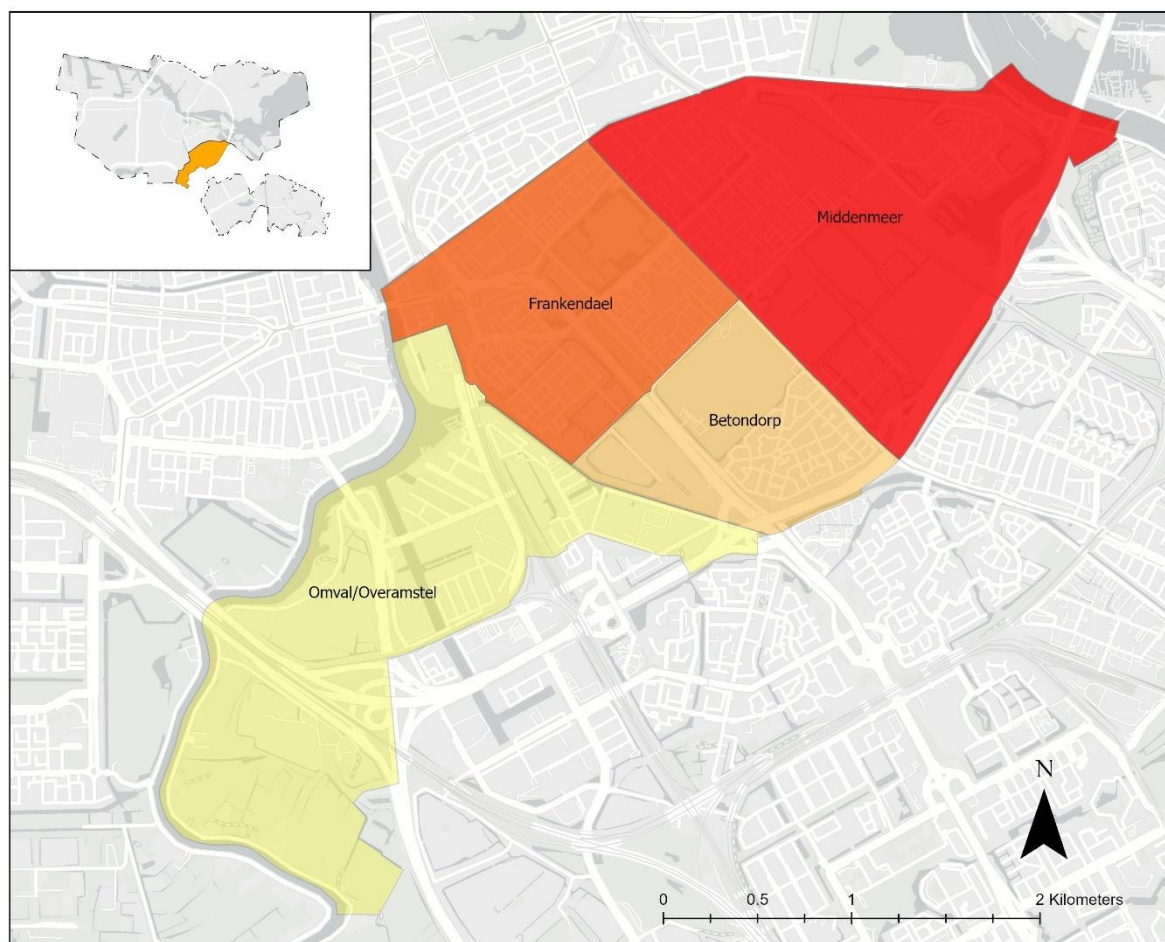 Middenmeer
Frankendael
Betondorp
Omval/Overamstel
N
0 0.5 1 2 Kilometers